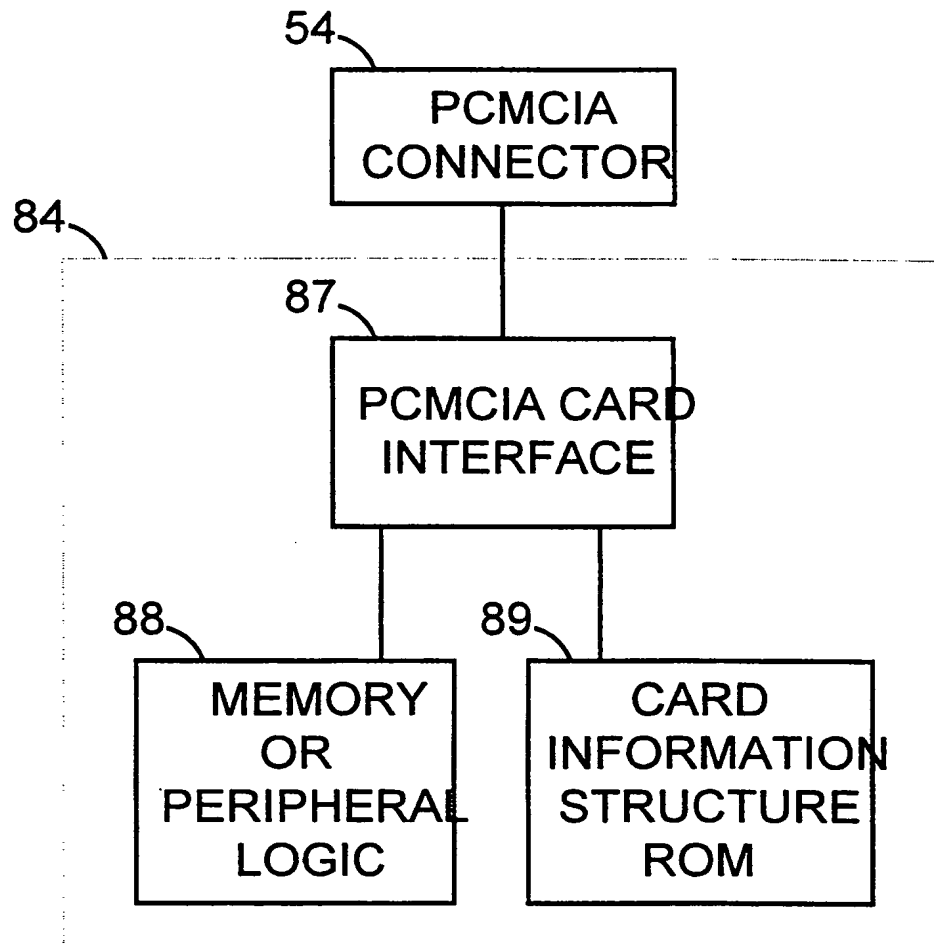 54
PCMCIA
CONNECTOR
84
87
PCMCIA CARD
INTERFACE
88
MEMORY
OR
PERIPHERAL
LOGIC
89
CARD
INFORMATION
STRUCTURE
ROM